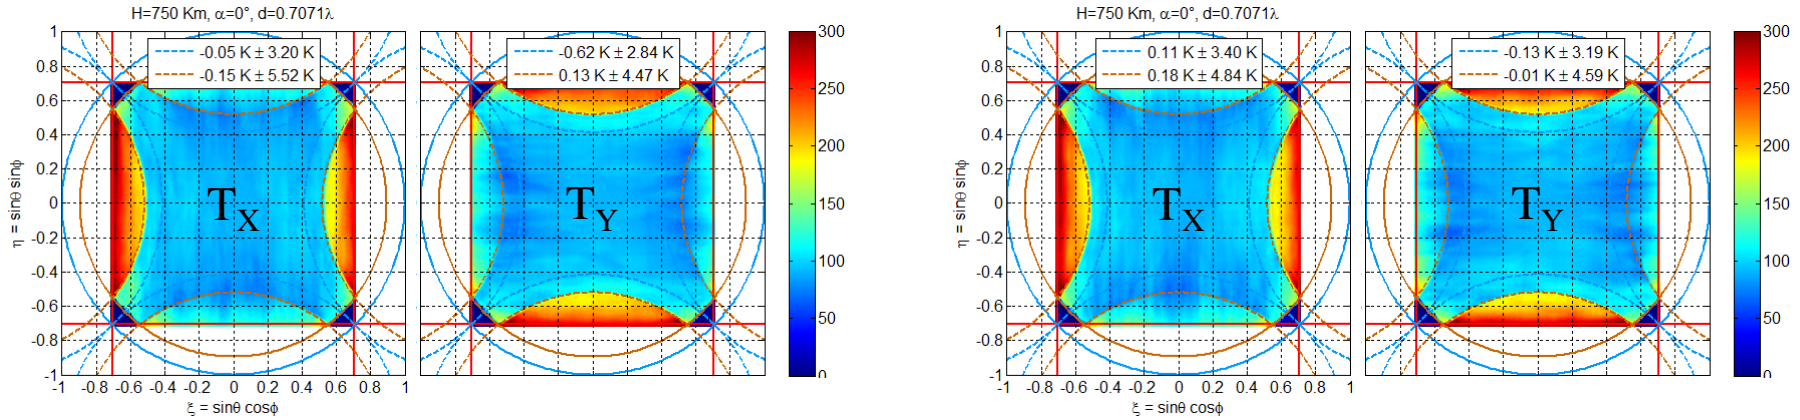 H=750 Km, α=0°, d=0.7071λ
-0.05 K ± 3.20 K
-0.15 K ± 5.52 K
-0.62 K ± 2.84 K
0.13 K ± 4.47 K
T_X
T_Y
η = sinθ sinϕ
1
0.8
0.6
0.4
0.2
0
-0.2
-0.4
-0.6
-0.8
-1
-1 -0.8 -0.6 -0.4 -0.2 0 0.2 0.4 0.6 0.8 1
ξ = sinθ cosϕ
300
250
200
150
100
50
0
H=750 Km, α=0°, d=0.7071λ
0.11 K ± 3.40 K
0.18 K ± 4.84 K
-0.13 K ± 3.19 K
-0.01 K ± 4.59 K
T_X
T_Y
η = sinθ sinϕ
1
0.8
0.6
0.4
0.2
0
-0.2
-0.4
-0.6
-0.8
-1
-1 -0.8 -0.6 -0.4 -0.2 0 0.2 0.4 0.6 0.8 1
ξ = sinθ cosϕ
300
250
200
150
100
50
0